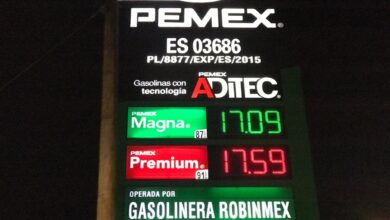 PEMEX®
ES 03686
PL/8877/EXP/ES/2015
Gasolinas con
tecnología
PEMEX
ADiTEC
PEMEX
Magna® 87 17.09
PEMEX
Premium® 91 17.59
OPERADA POR
GASOLINERA ROBINMEX